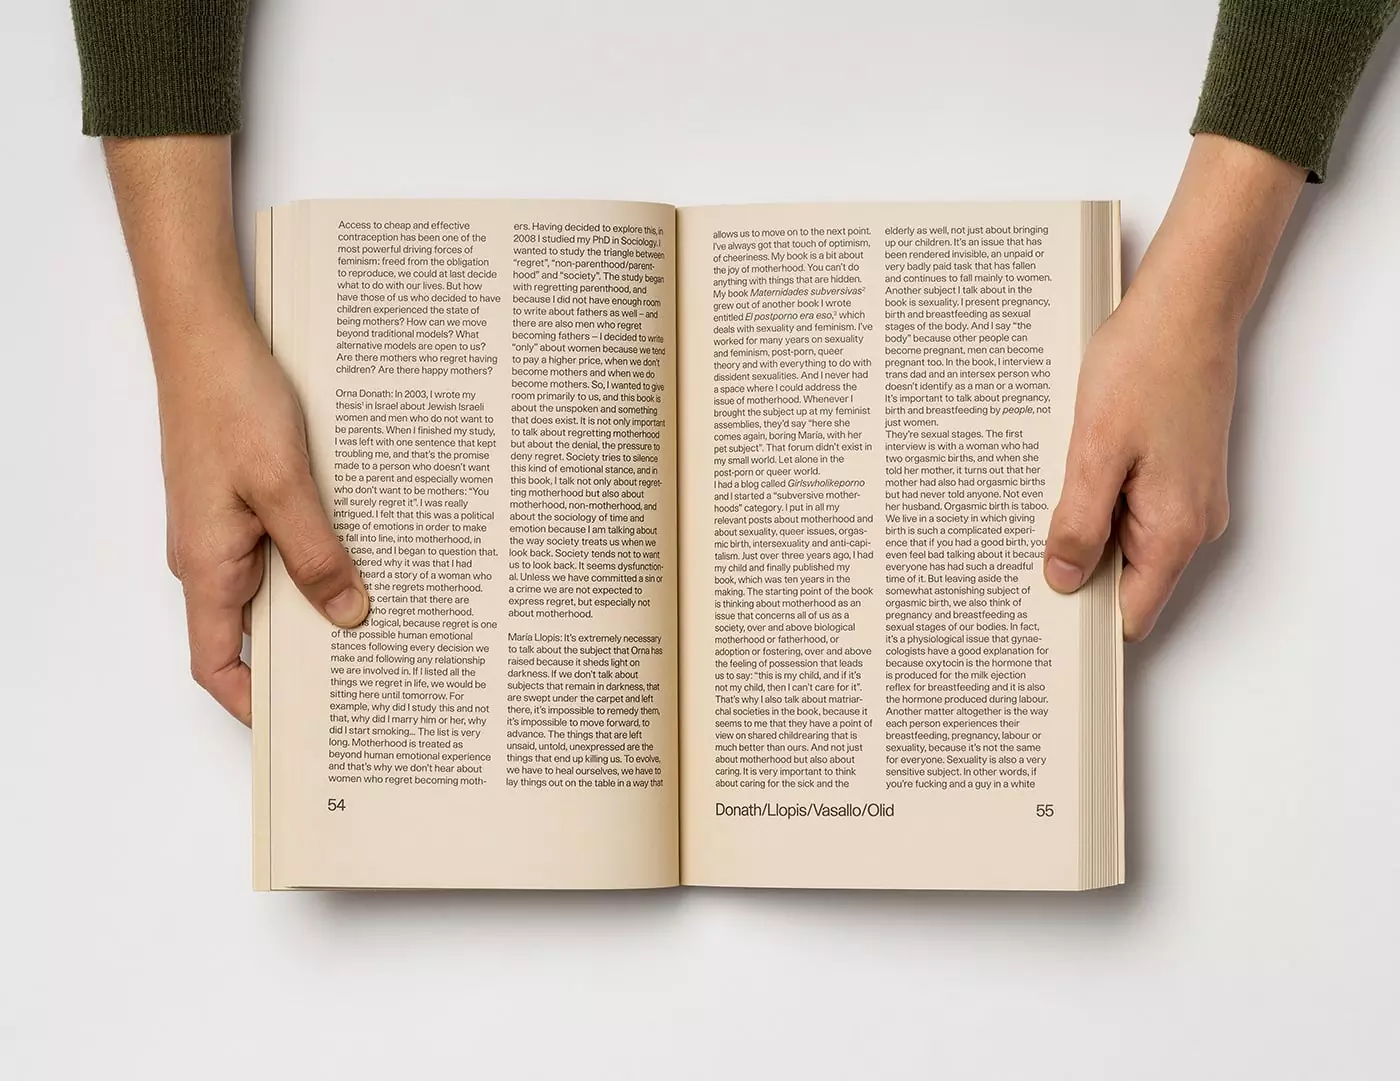 Access to cheap and effective
contraception has been one of the
most powerful driving forces of
feminism: freed from the obligation
to reproduce, we could at last decide
what to do with our lives. But how
have those of us who decided to have
children experienced the state of
being mothers? How can we move
beyond traditional models? What
alternative models are open to us?
Are there mothers who regret having
children? Are there happy mothers?
Orna Donath: In 2003, I wrote my
thesis¹ in Israel about Jewish Israeli
women and men who do not want to
be parents. When I finished my study,
I was left with one sentence that kept
troubling me, and that's the promise
made to a person who doesn't want
to be a parent and especially women
who don't want to be mothers: “You
will surely regret it”. I was really
intrigued. I felt that this was a political
usage of emotions in order to make
fall into line, into motherhood, in
case, and I began to question that.
why it was that I had
heard a story of a woman who
she regrets motherhood.
certain that there are
who regret motherhood.
logical, because regret is one
of the possible human emotional
stances following every decision we
make and following any relationship
we are involved in. If I listed all the
things we regret in life, we would be
sitting here until tomorrow. For
example, why did I study this and not
that, why did I marry him or her, why
did I start smoking... The list is very
long. Motherhood is treated as
beyond human emotional experience
and that's why we don't hear about
women who regret becoming moth-
ers. Having decided to explore this, in
2008 I studied my PhD in Sociology. I
wanted to study the triangle between
“regret”, “non-parenthood/parent-
hood” and “society”. The study began
with regretting parenthood, and
because I did not have enough room
to write about fathers as well – and
there are also men who regret
becoming fathers – I decided to write
“only” about women because we tend
to pay a higher price, when we don't
become mothers and when we do
become mothers. So, I wanted to give
room primarily to us, and this book is
about the unspoken and something
that does exist. It is not only important
to talk about regretting motherhood
but about the denial, the pressure to
deny regret. Society tries to silence
this kind of emotional stance, and in
this book, I talk not only about regret-
ting motherhood but also about
motherhood, non-motherhood, and
about the sociology of time and
emotion because I am talking about
the way society treats us when we
look back. Society tends not to want
us to look back. It seems dysfunction-
al. Unless we have committed a sin or
a crime we are not expected to
express regret, but especially not
about motherhood.
María Llopis: It's extremely necessary
to talk about the subject that Orna has
raised because it sheds light on
darkness. If we don't talk about
subjects that remain in darkness, that
are swept under the carpet and left
there, it's impossible to remedy them,
it's impossible to move forward, to
advance. The things that are left
unsaid, untold, unexpressed are the
things that end up killing us. To evolve,
we have to heal ourselves, we have to
lay things out on the table in a way that
54
allows us to move on to the next point.
I've always got that touch of optimism,
of cheeriness. My book is a bit about
the joy of motherhood. You can't do
anything with things that are hidden.
My book Maternidades subversivas²
grew out of another book I wrote
entitled El postporno era eso,³ which
deals with sexuality and feminism. I've
worked for many years on sexuality
and feminism, post-porn, queer
theory and with everything to do with
dissident sexualities. And I never had
a space where I could address the
issue of motherhood. Whenever I
brought the subject up at my feminist
assemblies, they'd say “here she
comes again, boring María, with her
pet subject”. That forum didn't exist in
my small world. Let alone in the
post-porn or queer world.
I had a blog called Girlswholikeporno
and I started a “subversive mother-
hoods” category. I put in all my
relevant posts about motherhood and
about sexuality, queer issues, orgas-
mic birth, intersexuality and anti-capi-
talism. Just over three years ago, I had
my child and finally published my
book, which was ten years in the
making. The starting point of the book
is thinking about motherhood as an
issue that concerns all of us as a
society, over and above biological
motherhood or fatherhood, or
adoption or fostering, over and above
the feeling of possession that leads
us to say: “this is my child, and if it's
not my child, then I can't care for it”.
That's why I also talk about matriar-
chal societies in the book, because it
seems to me that they have a point of
view on shared childrearing that is
much better than ours. And not just
about motherhood but also about
caring. It is very important to think
about caring for the sick and the
elderly as well, not just about bringing
up our children. It's an issue that has
been rendered invisible, an unpaid or
very badly paid task that has fallen
and continues to fall mainly to women.
Another subject I talk about in the
book is sexuality. I present pregnancy,
birth and breastfeeding as sexual
stages of the body. And I say “the
body” because other people can
become pregnant, men can become
pregnant too. In the book, I interview a
trans dad and an intersex person who
doesn't identify as a man or a woman.
It's important to talk about pregnancy,
birth and breastfeeding by people, not
just women.
They're sexual stages. The first
interview is with a woman who had
two orgasmic births, and when she
told her mother, it turns out that her
mother had also had orgasmic births
but had never told anyone. Not even
her husband. Orgasmic birth is taboo.
We live in a society in which giving
birth is such a complicated experi-
ence that if you had a good birth, you
even feel bad talking about it because
everyone has had such a dreadful
time of it. But leaving aside the
somewhat astonishing subject of
orgasmic birth, we also think of
pregnancy and breastfeeding as
sexual stages of our bodies. In fact,
it's a physiological issue that gynae-
cologists have a good explanation for
because oxytocin is the hormone that
is produced for the milk ejection
reflex for breastfeeding and it is also
the hormone produced during labour.
Another matter altogether is the way
each person experiences their
breastfeeding, pregnancy, labour or
sexuality, because it's not the same
for everyone. Sexuality is also a very
sensitive subject. In other words, if
you're fucking and a guy in a white
Donath/Llopis/Vasallo/Olid
55